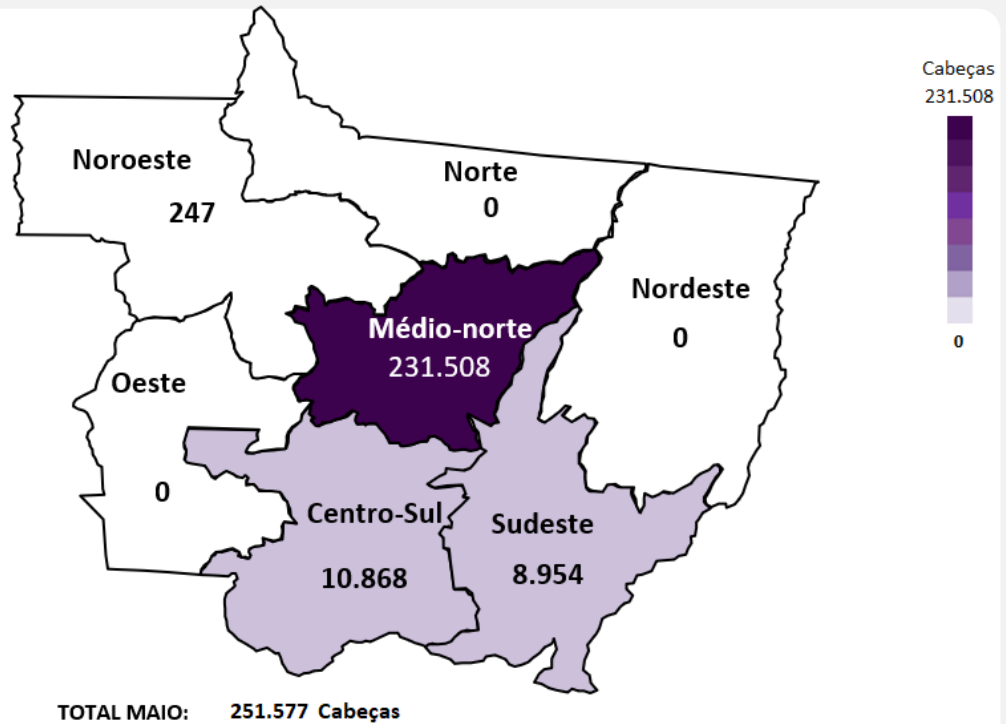 Cabeças
231.508
0
Noroeste
247
Norte
0
Nordeste
0
Médio-norte
231.508
Oeste
0
Centro-Sul
10.868
Sudeste
8.954
TOTAL MAIO: 251.577 Cabeças